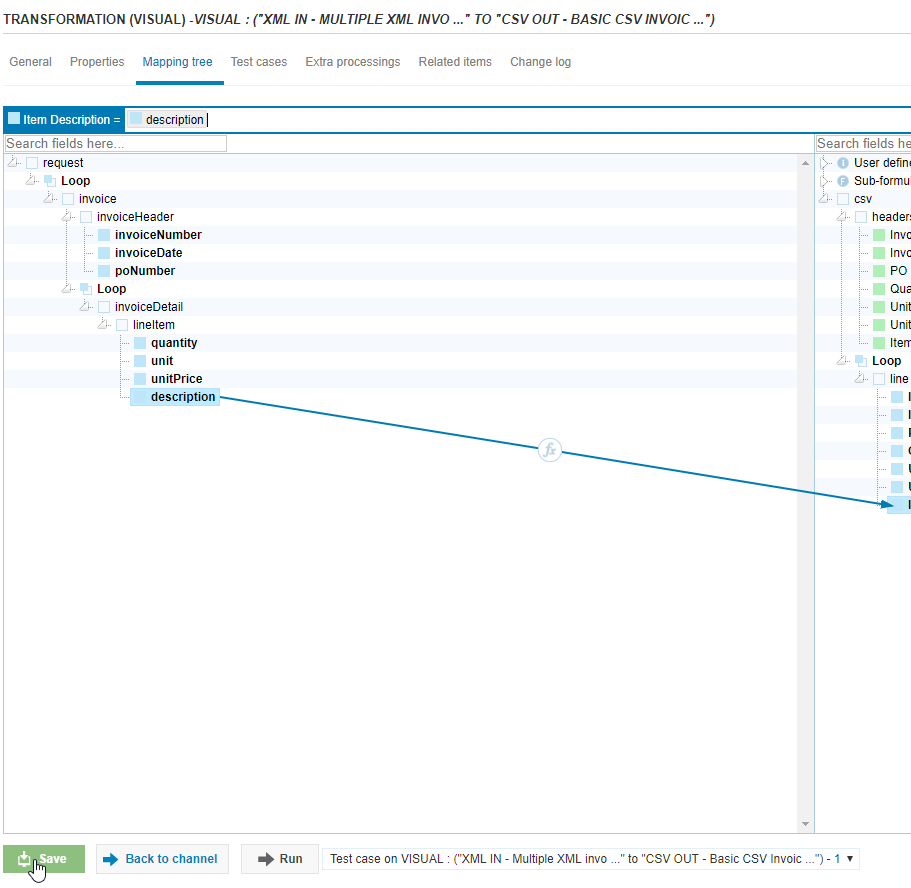 TRANSFORMATION (VISUAL) -VISUAL : ("XML IN - MULTIPLE XML INVO ..." TO "CSV OUT - BASIC CSV INVOIC ...")
General Properties Mapping tree Test cases Extra processings Related items Change log
Item Description = description
Search fields here... Search fields he
request User define
Loop Sub-formu
invoice csv
invoiceHeader headers
invoiceNumber Invo
invoiceDate Invo
poNumber PO
Loop Qua
invoiceDetail Unit
lineItem Unit
quantity Item
unit Loop
unitPrice line
description
fx
Save Back to channel Run Test case on VISUAL : ("XML IN - Multiple XML invo ..." to "CSV OUT - Basic CSV Invoic ...") - 1